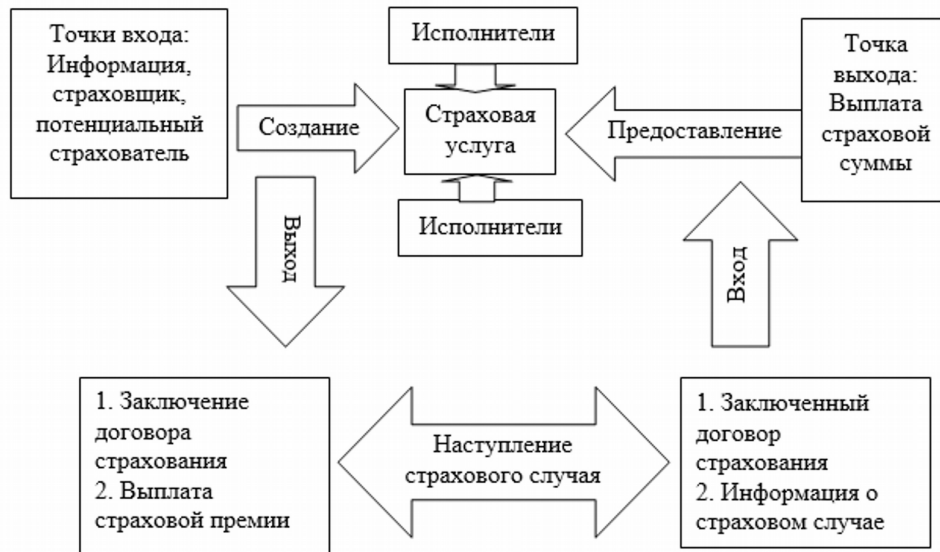 Точки входа:
Информация,
страховщик,
потенциальный
страхователь
Создание
Исполнители
Страховая
услуга
Исполнители
Предоставление
Точка
выхода:
Выплата
страховой
суммы
Выход
Вход
1. Заключение
договора
страхования
2. Выплата
страховой премии
Наступление
страхового случая
1. Заключенный
договор
страхования
2. Информация о
страховом случае